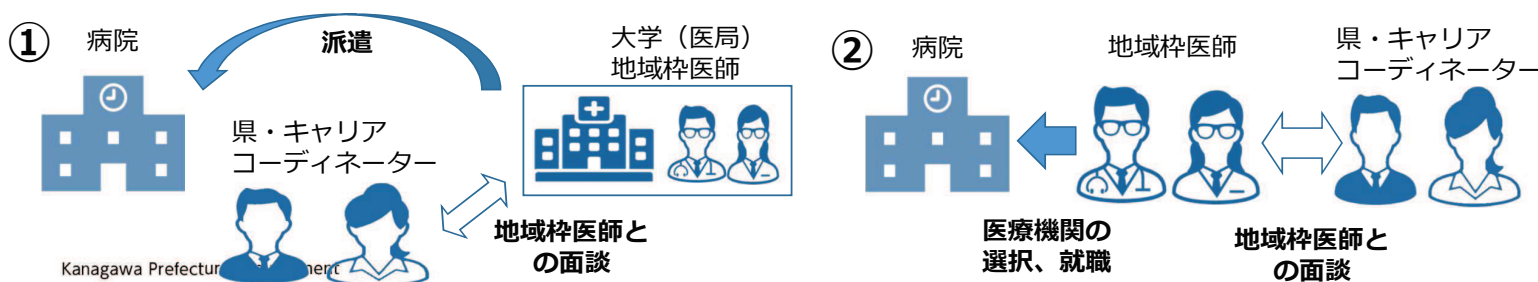 ①
病院
派遣
大学（医局）
地域枠医師
県・キャリア
コーディネーター
地域枠医師と
の面談
Kanagawa Prefectur ment
②
病院
地域枠医師
県・キャリア
コーディネーター
医療機関の
選択、就職
地域枠医師と
の面談